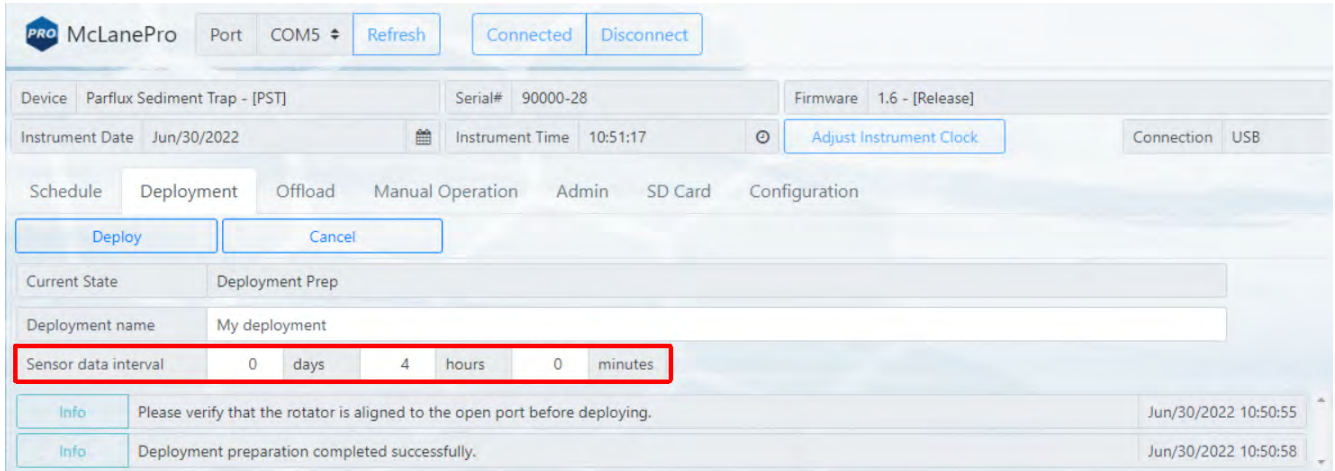 PRO McLanePro Port COM5 Refresh Connected Disconnect
Device Parflux Sediment Trap - [PST] Serial# 90000-28 Firmware 1.6 - [Release]
Instrument Date Jun/30/2022 Instrument Time 10:51:17 Adjust Instrument Clock Connection USB
Schedule Deployment Offload Manual Operation Admin SD Card Configuration
Deploy Cancel
Current State Deployment Prep
Deployment name My deployment
Sensor data interval 0 days 4 hours 0 minutes
Info Please verify that the rotator is aligned to the open port before deploying. Jun/30/2022 10:50:55
Info Deployment preparation completed successfully. Jun/30/2022 10:50:58